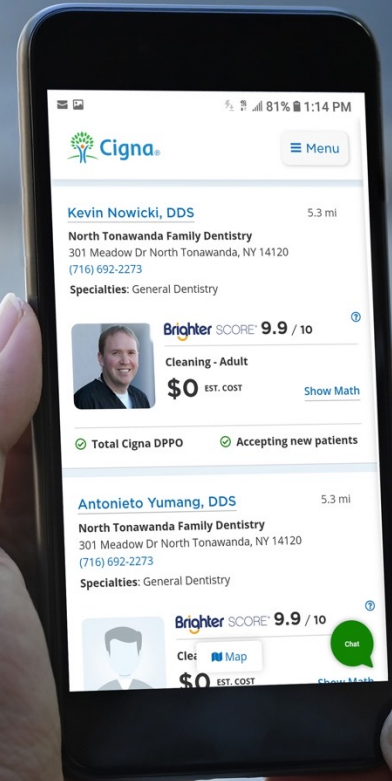 81% 1:14 PM
Cigna®
Menu
Kevin Nowicki, DDS 5.3 mi
North Tonawanda Family Dentistry
301 Meadow Dr North Tonawanda, NY 14120
(716) 692-2273
Specialties: General Dentistry
Brighter SCORE® 9.9 / 10
Cleaning - Adult
$0 EST. COST Show Math
Total Cigna DPPO Accepting new patients
Antonieto Yumang, DDS 5.3 mi
North Tonawanda Family Dentistry
301 Meadow Dr North Tonawanda, NY 14120
(716) 692-2273
Specialties: General Dentistry
Brighter SCORE® 9.9 / 10
Chat
Clea Map
$0 EST. COST Show Math